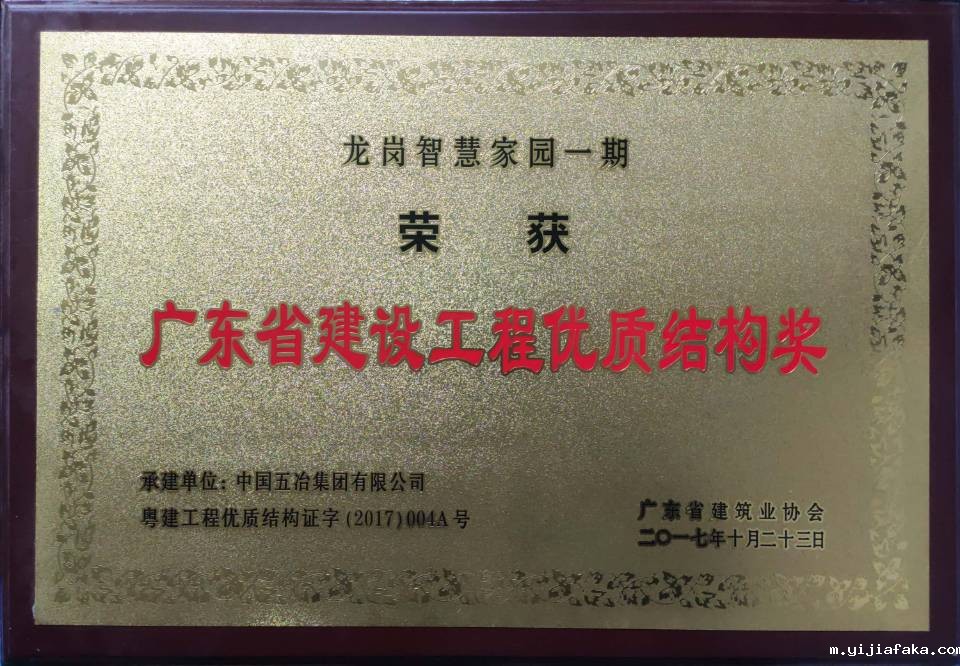 龙岗智慧家园一期
荣 获
广东省建设工程优质结构奖
承建单位：中国五冶集团有限公司
粤建工程优质结构证字(2017)004A号
广东省建筑业协会
二〇一七年十月二十三日
m.yijiafaka.com